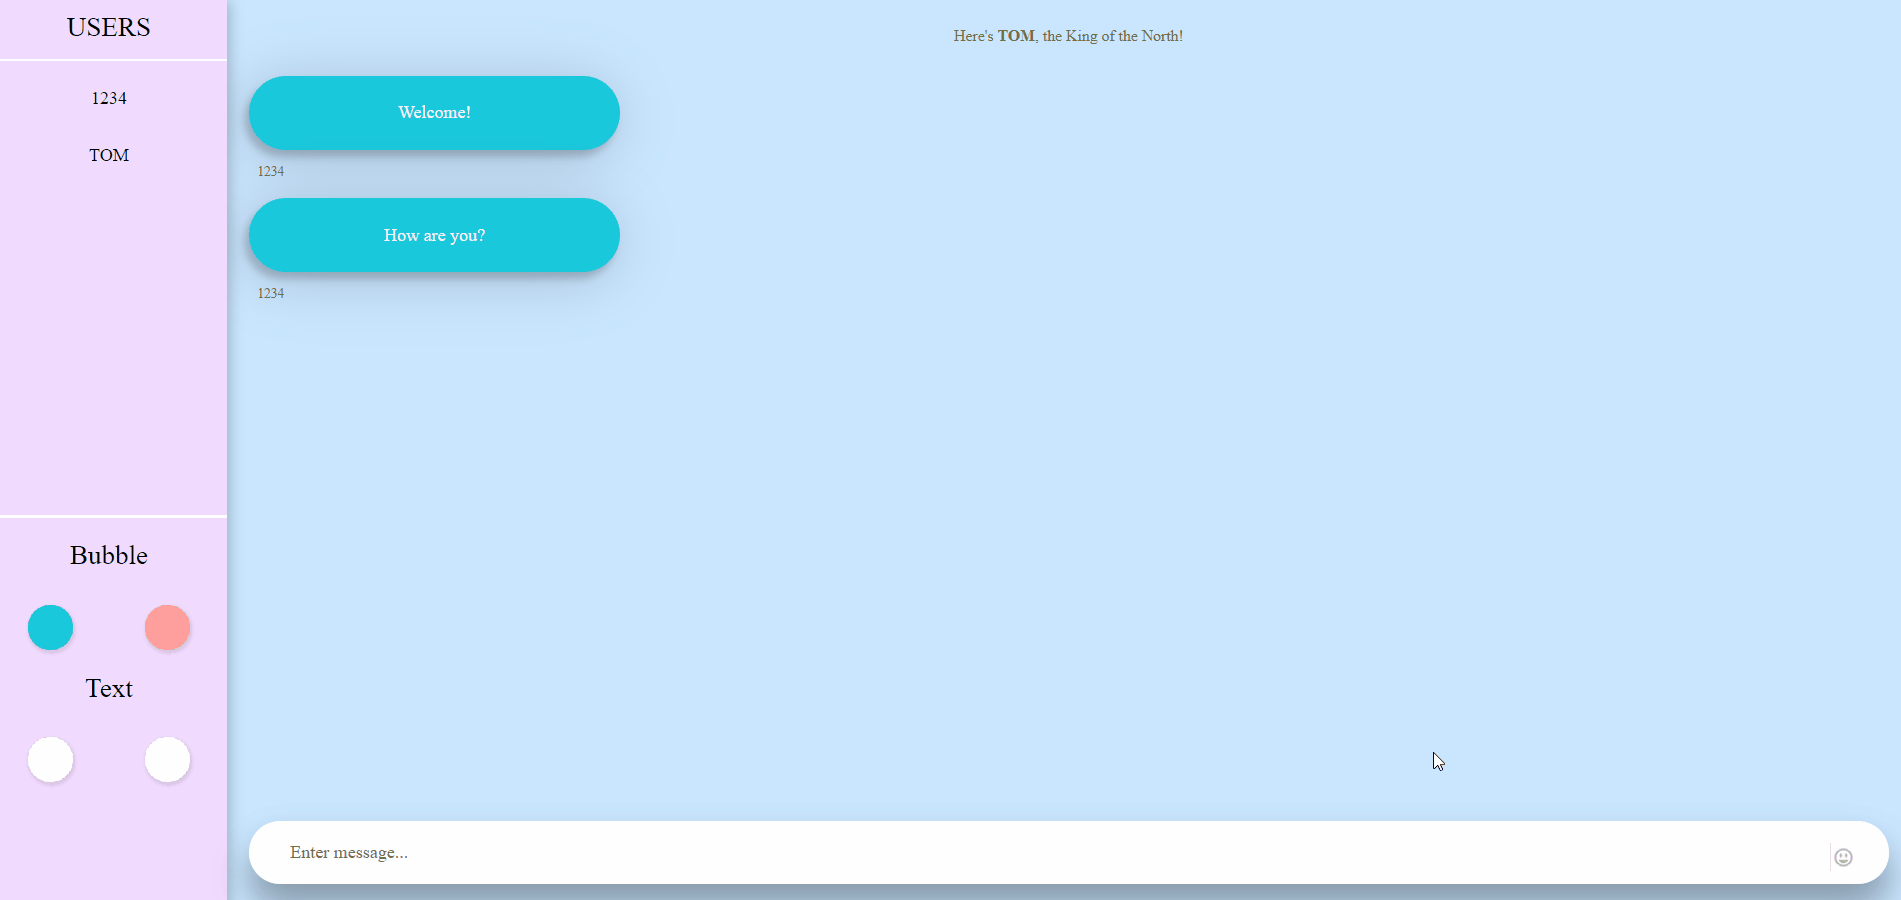 USERS
1234
TOM
Bubble
Text
Here's TOM, the King of the North!
Welcome!
1234
How are you?
1234
Enter message...